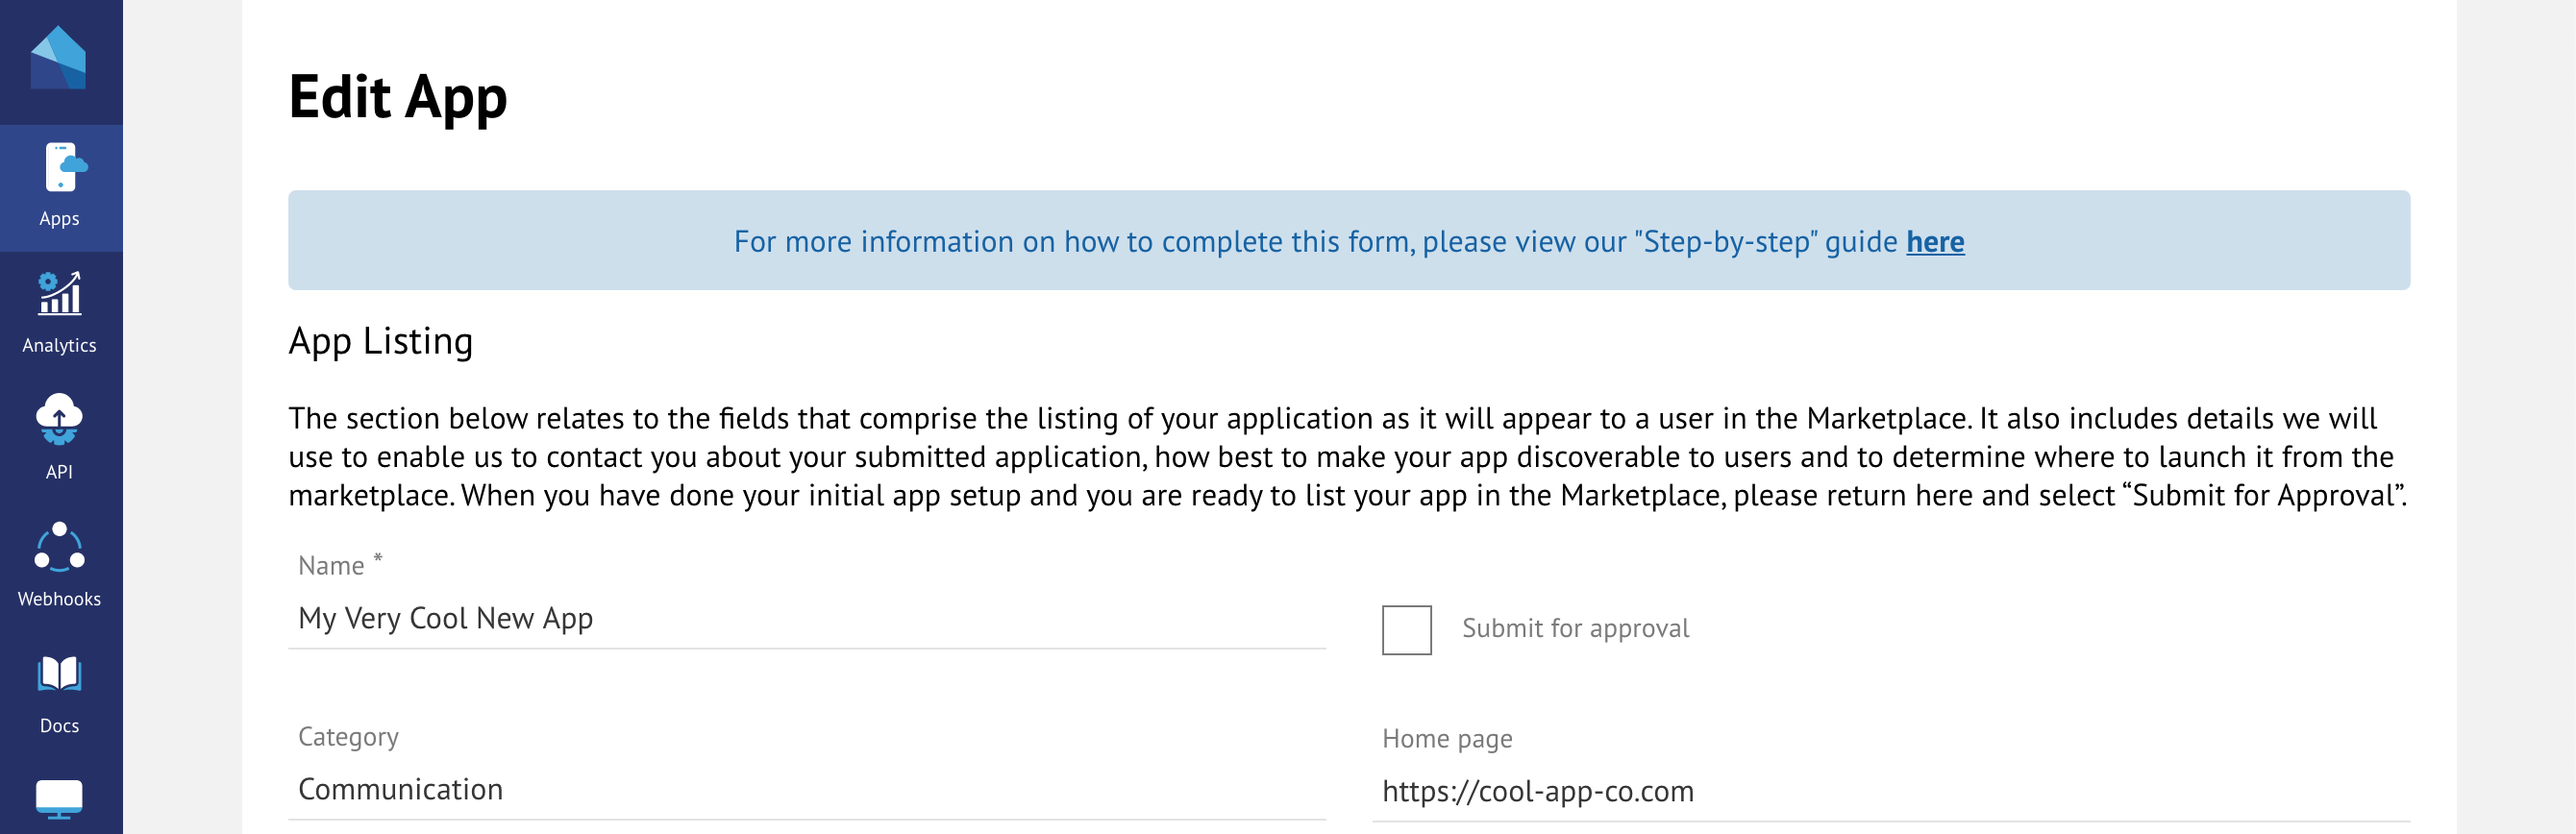 Apps
Analytics
API
Webhooks
Docs
Edit App
For more information on how to complete this form, please view our "Step-by-step" guide here
App Listing
The section below relates to the fields that comprise the listing of your application as it will appear to a user in the Marketplace. It also includes details we will
use to enable us to contact you about your submitted application, how best to make your app discoverable to users and to determine where to launch it from the
marketplace. When you have done your initial app setup and you are ready to list your app in the Marketplace, please return here and select “Submit for Approval”.
Name *
My Very Cool New App
Submit for approval
Category
Communication
Home page
https://cool-app-co.com